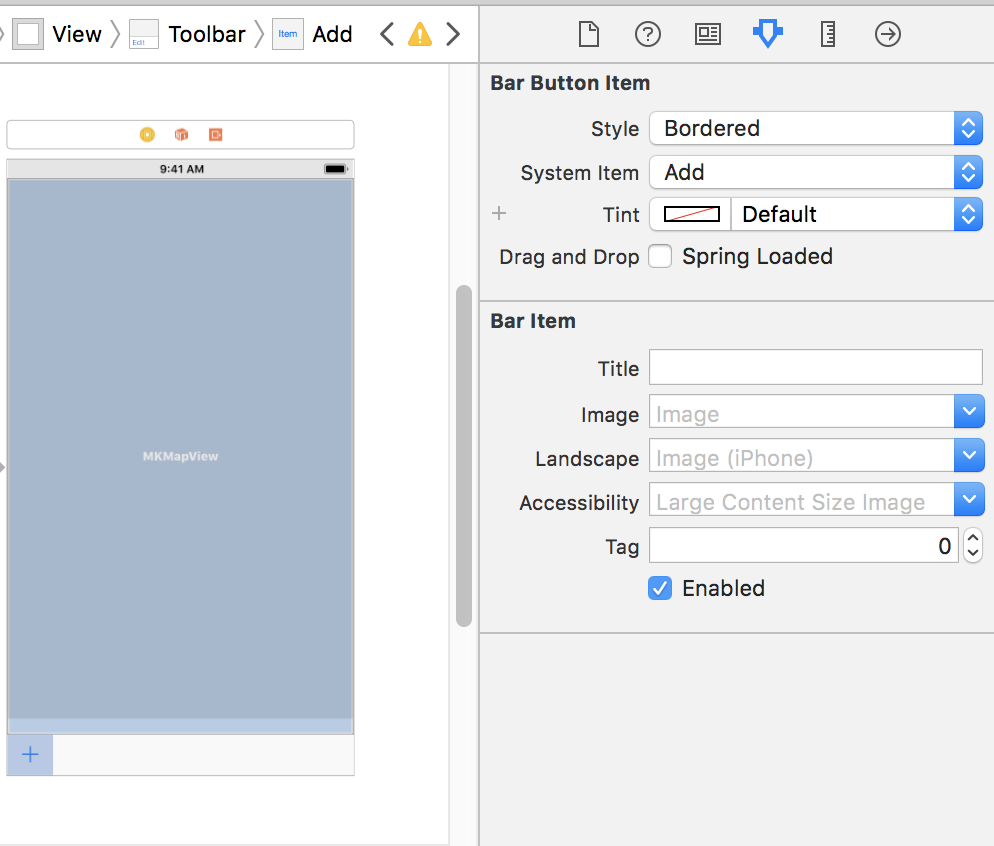 View Toolbar Item Add
Edit
Bar Button Item
Style Bordered
System Item Add
Tint Default
Drag and Drop Spring Loaded
Bar Item
Title
Image Image
Landscape Image (iPhone)
Accessibility Large Content Size Image
Tag 0
Enabled
9:41 AM
MKMapView